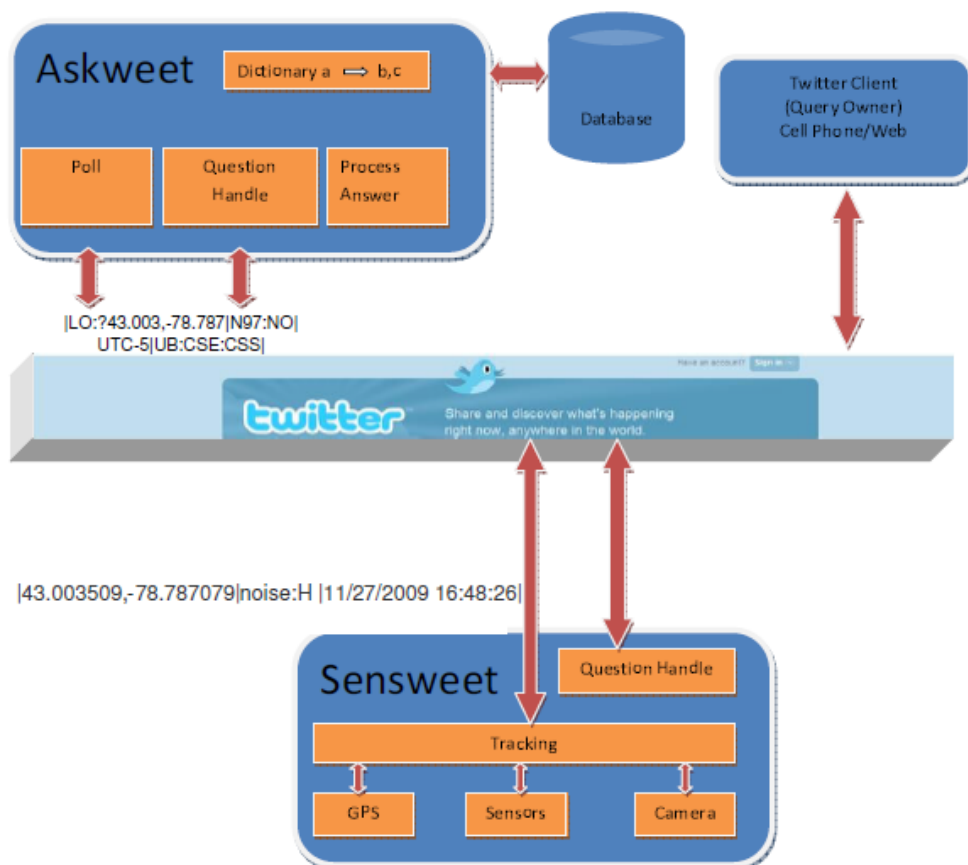 Askweet
Dictionary a ⇨ b,c
Database
Twitter Client
(Query Owner)
Cell Phone/Web
Poll
Question
Handle
Process
Answer
|LO:?43.003,-78.787|N97:NO|
UTC-5|UB:CSE:CSS|
Have an account? Sign in
twitter
Share and discover what's happening
right now, anywhere in the world.
|43.003509,-78.787079|noise:H |11/27/2009 16:48:26|
Sensweet
Question Handle
Tracking
GPS
Sensors
Camera